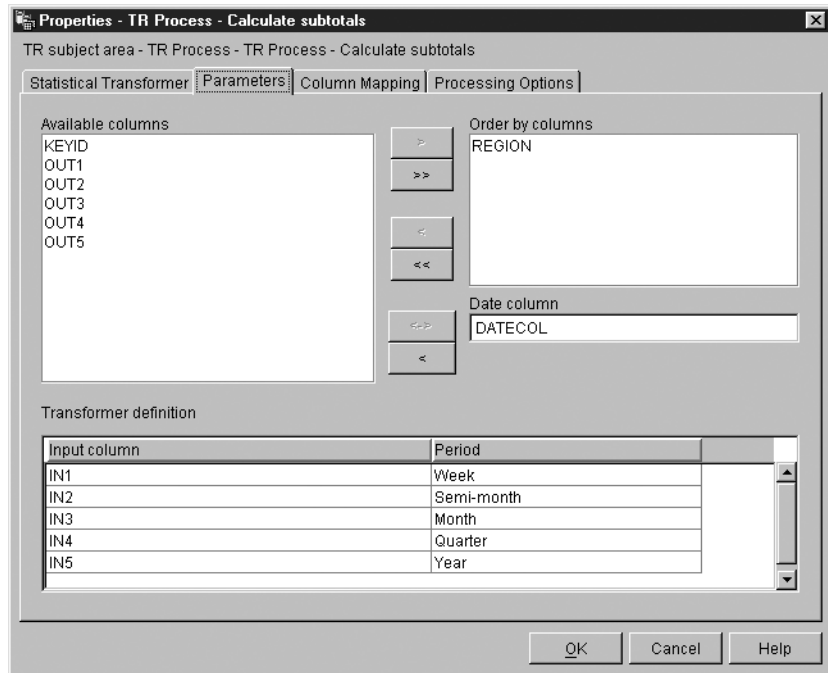 Properties - TR Process - Calculate subtotals
TR subject area - TR Process - TR Process - Calculate subtotals
Statistical Transformer Parameters Column Mapping Processing Options
Available columns
KEYID
OUT1
OUT2
OUT3
OUT4
OUT5
>
>>
<
<<
<->
<
Order by columns
REGION
Date column
DATECOL
Transformer definition
Input column Period
IN1 Week
IN2 Semi-month
IN3 Month
IN4 Quarter
IN5 Year
OK Cancel Help